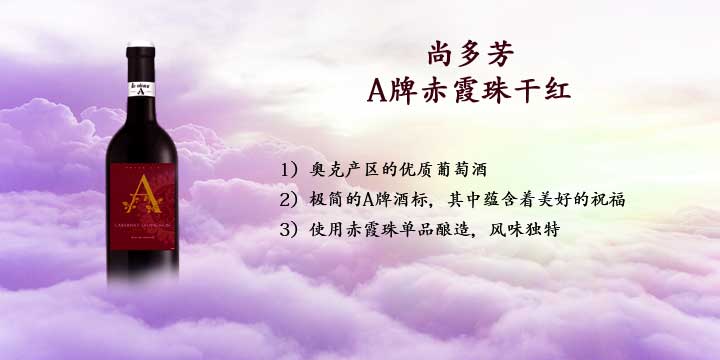 尚多芳
A牌赤霞珠干红
1）奥克产区的优质葡萄酒
2）极简的A牌酒标，其中蕴含着美好的祝福
3）使用赤霞珠单品酿造，风味独特
A
A
CABERNET SAUVIGNON